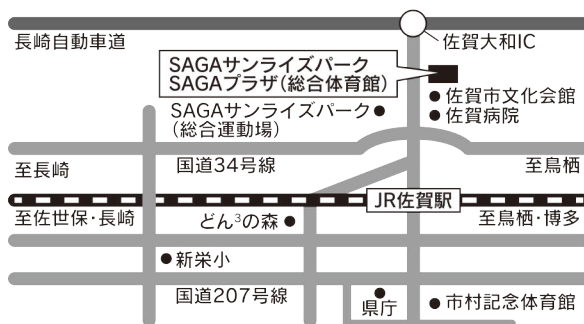 長崎自動車道
佐賀大和IC
SAGAサンライズパーク
SAGAプラザ(総合体育館)
佐賀市文化会館
佐賀病院
SAGAサンライズパーク
(総合運動場)
至長崎
国道34号線
至鳥栖
JR佐賀駅
至佐世保・長崎
どん³の森
至鳥栖・博多
新栄小
国道207号線
県庁
市村記念体育館